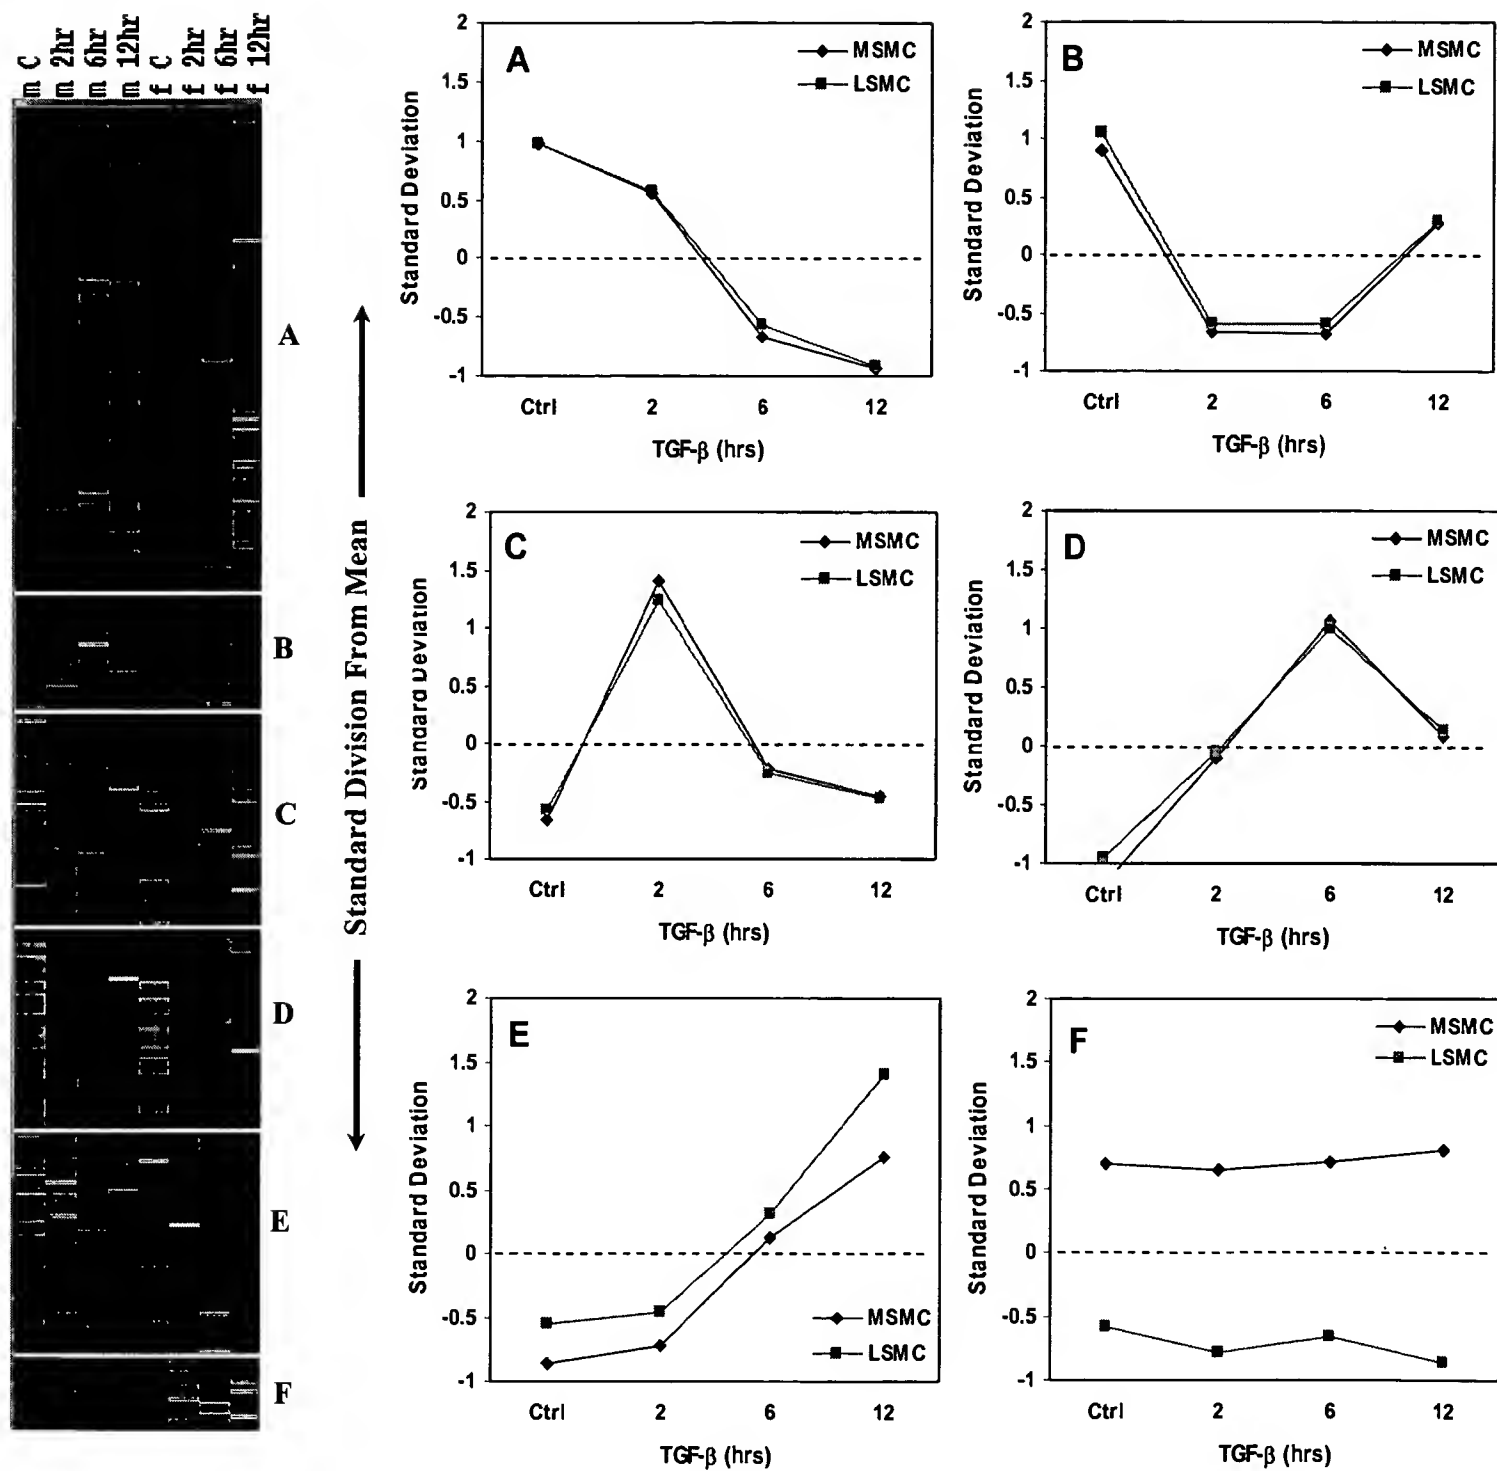 m C
m 2hr
m 6hr
m 12hr
f C
f 2hr
f 6hr
f 12hr
A
B
C
D
E
F
Standard Division From Mean
A
MSMC
LSMC
Standard Deviation
2
1.5
1
0.5
0
-0.5
-1
Ctrl 2 6 12
TGF-β (hrs)
B
MSMC
LSMC
Standard Deviation
2
1.5
1
0.5
0
-0.5
-1
Ctrl 2 6 12
TGF-β (hrs)
C
MSMC
LSMC
Standard Deviation
2
1.5
1
0.5
0
-0.5
-1
Ctrl 2 6 12
TGF-β (hrs)
D
MSMC
LSMC
Standard Deviation
2
1.5
1
0.5
0
-0.5
-1
Ctrl 2 6 12
TGF-β (hrs)
E
MSMC
LSMC
Standard Deviation
2
1.5
1
0.5
0
-0.5
-1
Ctrl 2 6 12
TGF-β (hrs)
F
MSMC
LSMC
Standard Deviation
2
1.5
1
0.5
0
-0.5
-1
Ctrl 2 6 12
TGF-β (hrs)